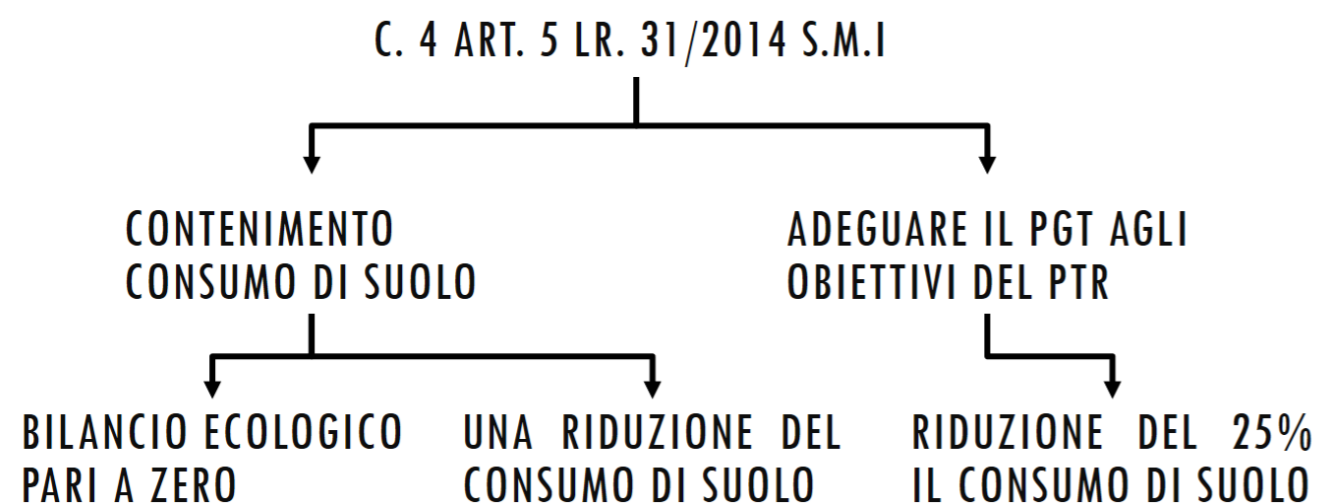 C. 4 ART. 5 LR. 31/2014 S.M.I
CONTENIMENTO
CONSUMO DI SUOLO
ADEGUARE IL PGT AGLI
OBIETTIVI DEL PTR
BILANCIO ECOLOGICO
PARI A ZERO
UNA RIDUZIONE DEL
CONSUMO DI SUOLO
RIDUZIONE DEL 25%
IL CONSUMO DI SUOLO